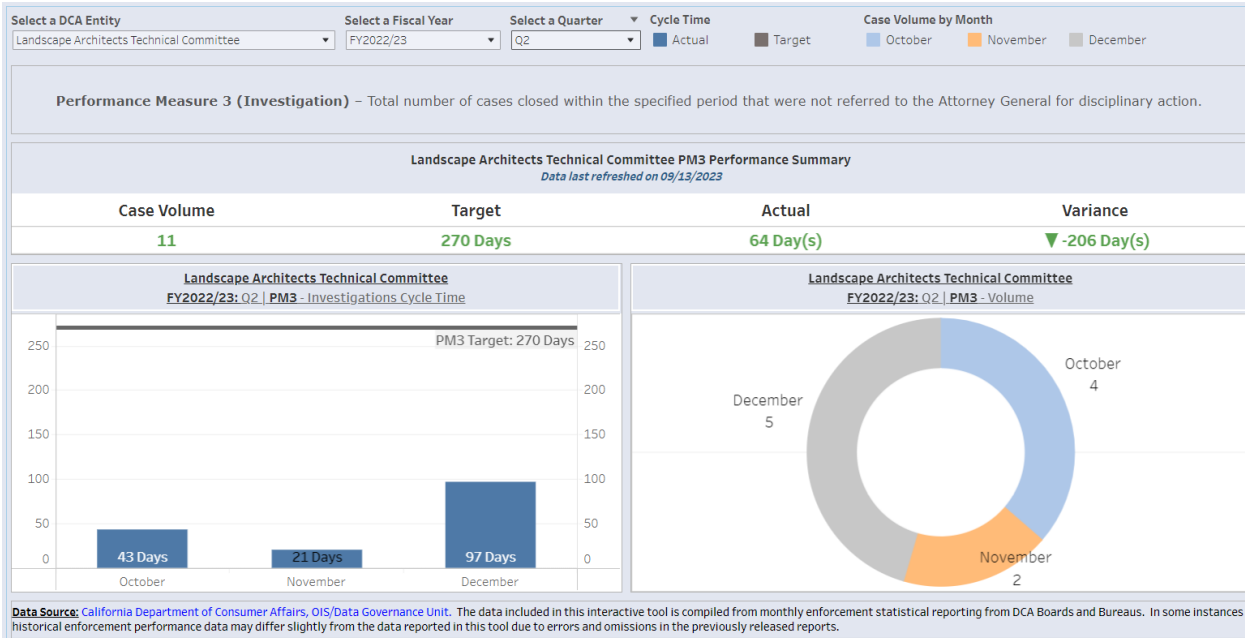 Select a DCA Entity
Select a Fiscal Year
Select a Quarter
Cycle Time
Case Volume by Month
Landscape Architects Technical Committee
FY2022/23
Q2
Actual
Target
October
November
December
Performance Measure 3 (Investigation) – Total number of cases closed within the specified period that were not referred to the Attorney General for disciplinary action.
Landscape Architects Technical Committee PM3 Performance Summary
Data last refreshed on 09/13/2023
Case Volume
Target
Actual
Variance
11
270 Days
64 Day(s)
▼ -206 Day(s)
Landscape Architects Technical Committee
FY2022/23: Q2 | PM3 - Investigations Cycle Time
PM3 Target: 270 Days
250
200
150
100
50
0
250
200
150
100
50
0
43 Days
21 Days
97 Days
October
November
December
Landscape Architects Technical Committee
FY2022/23: Q2 | PM3 - Volume
October
4
December
5
November
2
Data Source: California Department of Consumer Affairs, OIS/Data Governance Unit. The data included in this interactive tool is compiled from monthly enforcement statistical reporting from DCA Boards and Bureaus. In some instances
historical enforcement performance data may differ slightly from the data reported in this tool due to errors and omissions in the previously released reports.